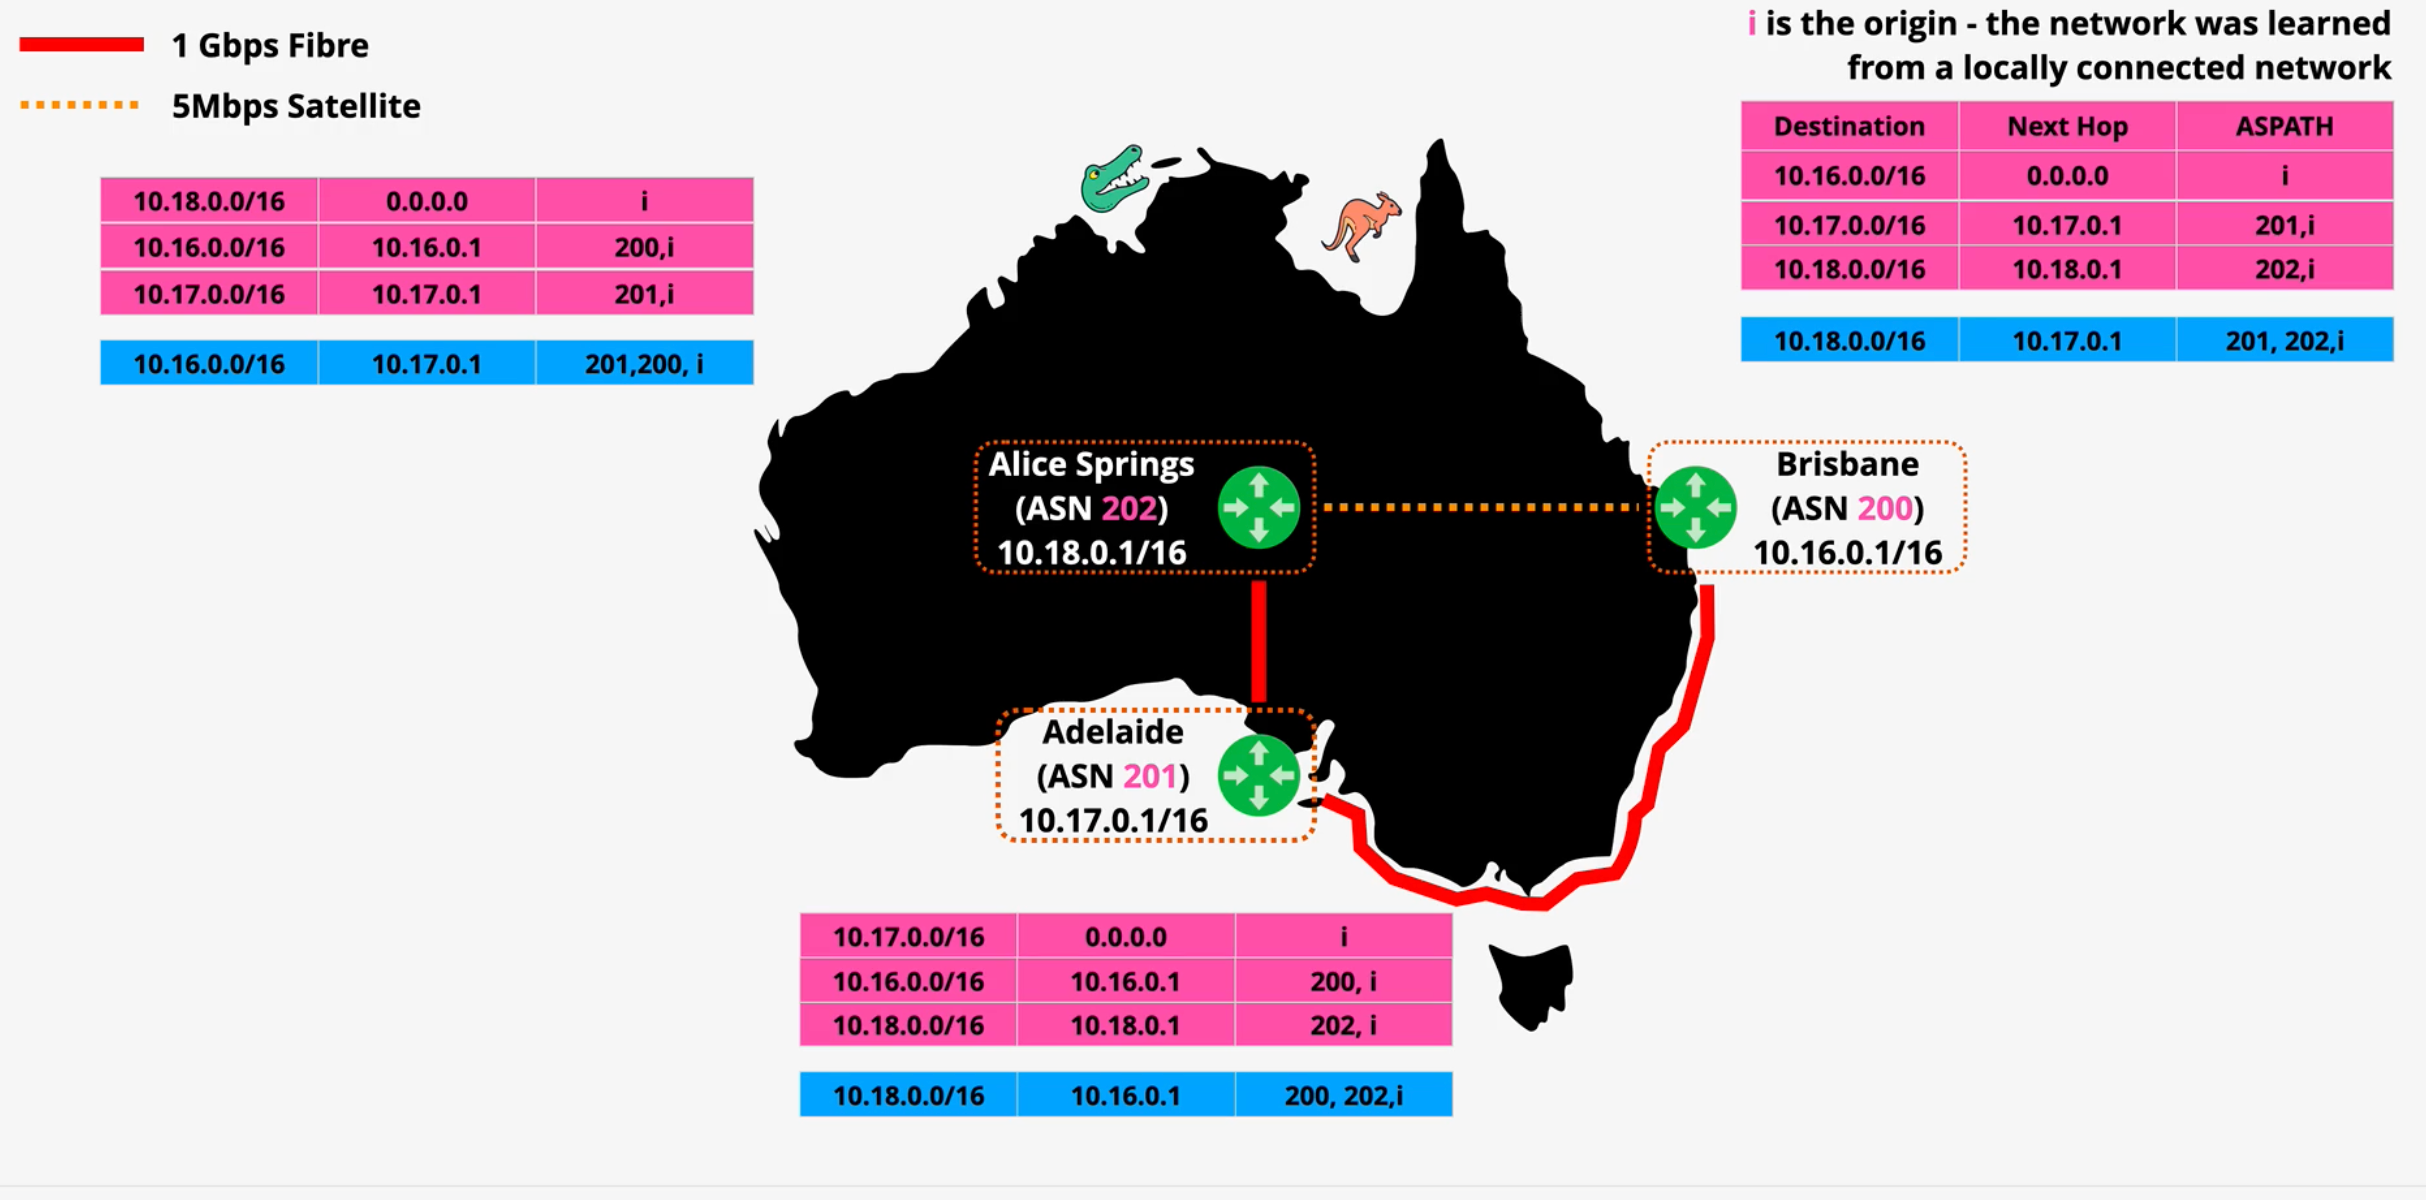 1 Gbps Fibre
5Mbps Satellite
i is the origin - the network was learned
from a locally connected network
Destination Next Hop ASPATH
10.16.0.0/16 0.0.0.0 i
10.17.0.0/16 10.17.0.1 201,i
10.18.0.0/16 10.18.0.1 202,i
10.18.0.0/16 10.17.0.1 201, 202,i
10.18.0.0/16 0.0.0.0 i
10.16.0.0/16 10.16.0.1 200,i
10.17.0.0/16 10.17.0.1 201,i
10.16.0.0/16 10.17.0.1 201,200, i
Alice Springs
(ASN 202)
10.18.0.1/16
Brisbane
(ASN 200)
10.16.0.1/16
Adelaide
(ASN 201)
10.17.0.1/16
10.17.0.0/16 0.0.0.0 i
10.16.0.0/16 10.16.0.1 200, i
10.18.0.0/16 10.18.0.1 202, i
10.18.0.0/16 10.16.0.1 200, 202,i